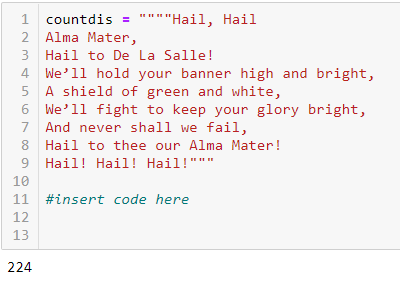 1 countdis = """"Hail, Hail
2 Alma Mater,
3 Hail to De La Salle!
4 We’ll hold your banner high and bright,
5 A shield of green and white,
6 We’ll fight to keep your glory bright,
7 And never shall we fail,
8 Hail to thee our Alma Mater!
9 Hail! Hail! Hail!"""
10
11 #insert code here
12
13
224